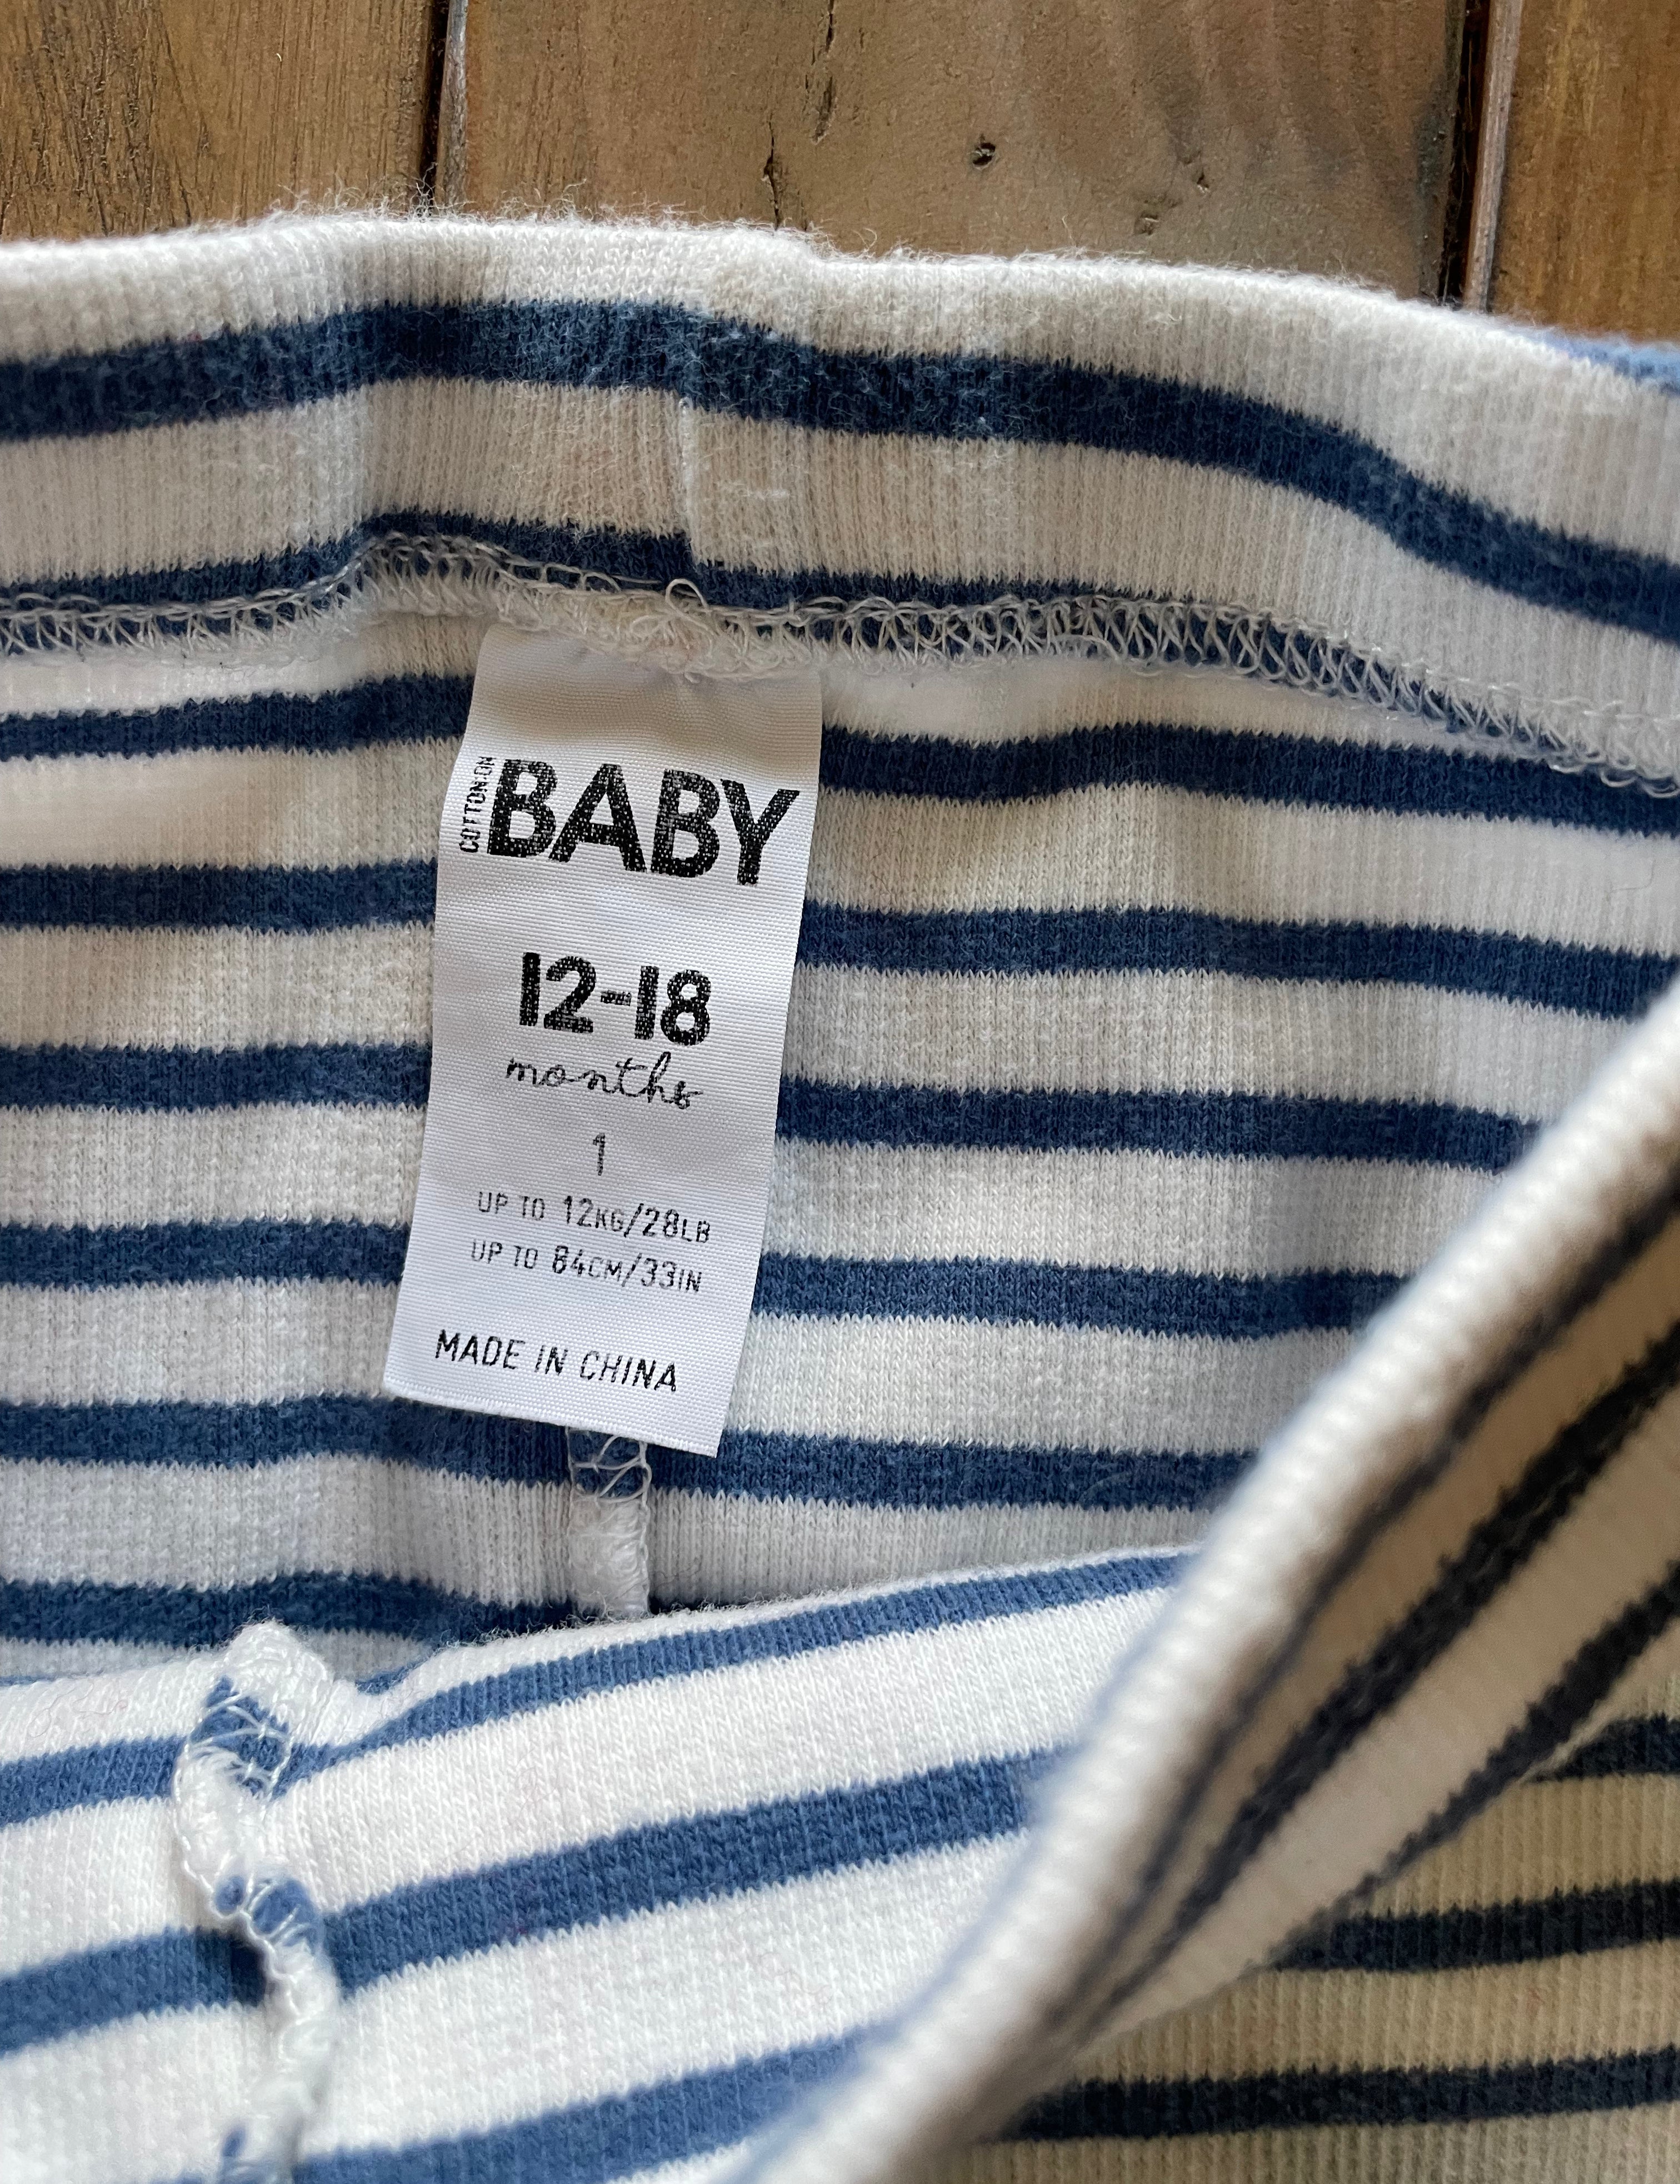 COTTON:ON
BABY
12-18
months
1
UP TO 12KG/28LB
UP TO 84CM/33IN
MADE IN CHINA